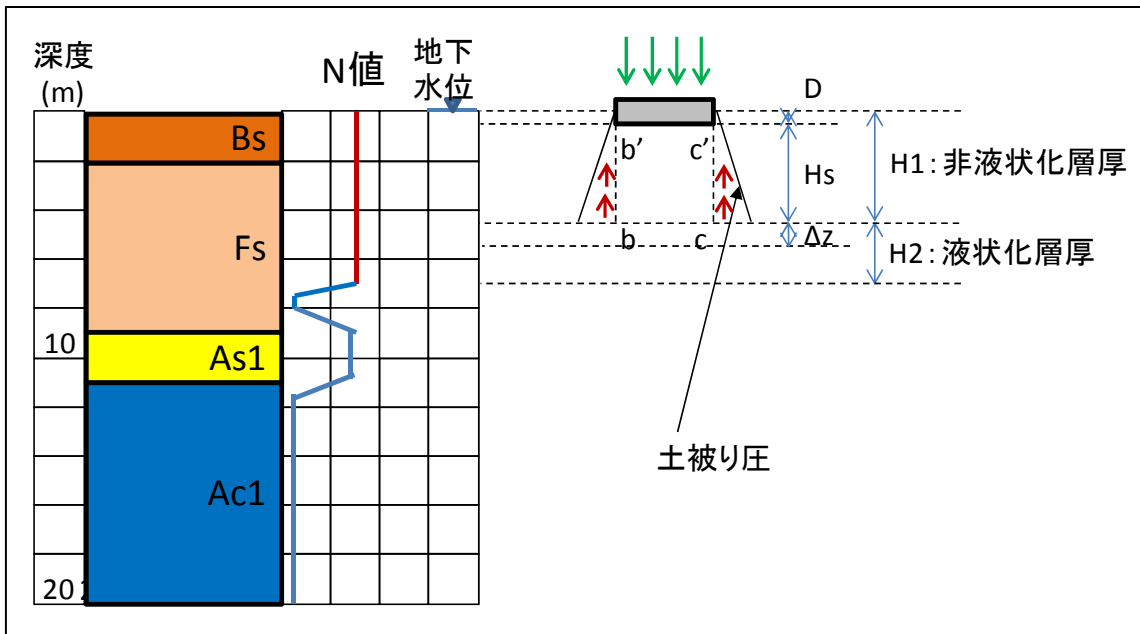 深度
(m)
N値
地下
水位
Bs
Fs
10
As1
Ac1
20
D
b'
c'
Hs
H1：非液状化層厚
b
c
Δz
H2：液状化層厚
土被り圧